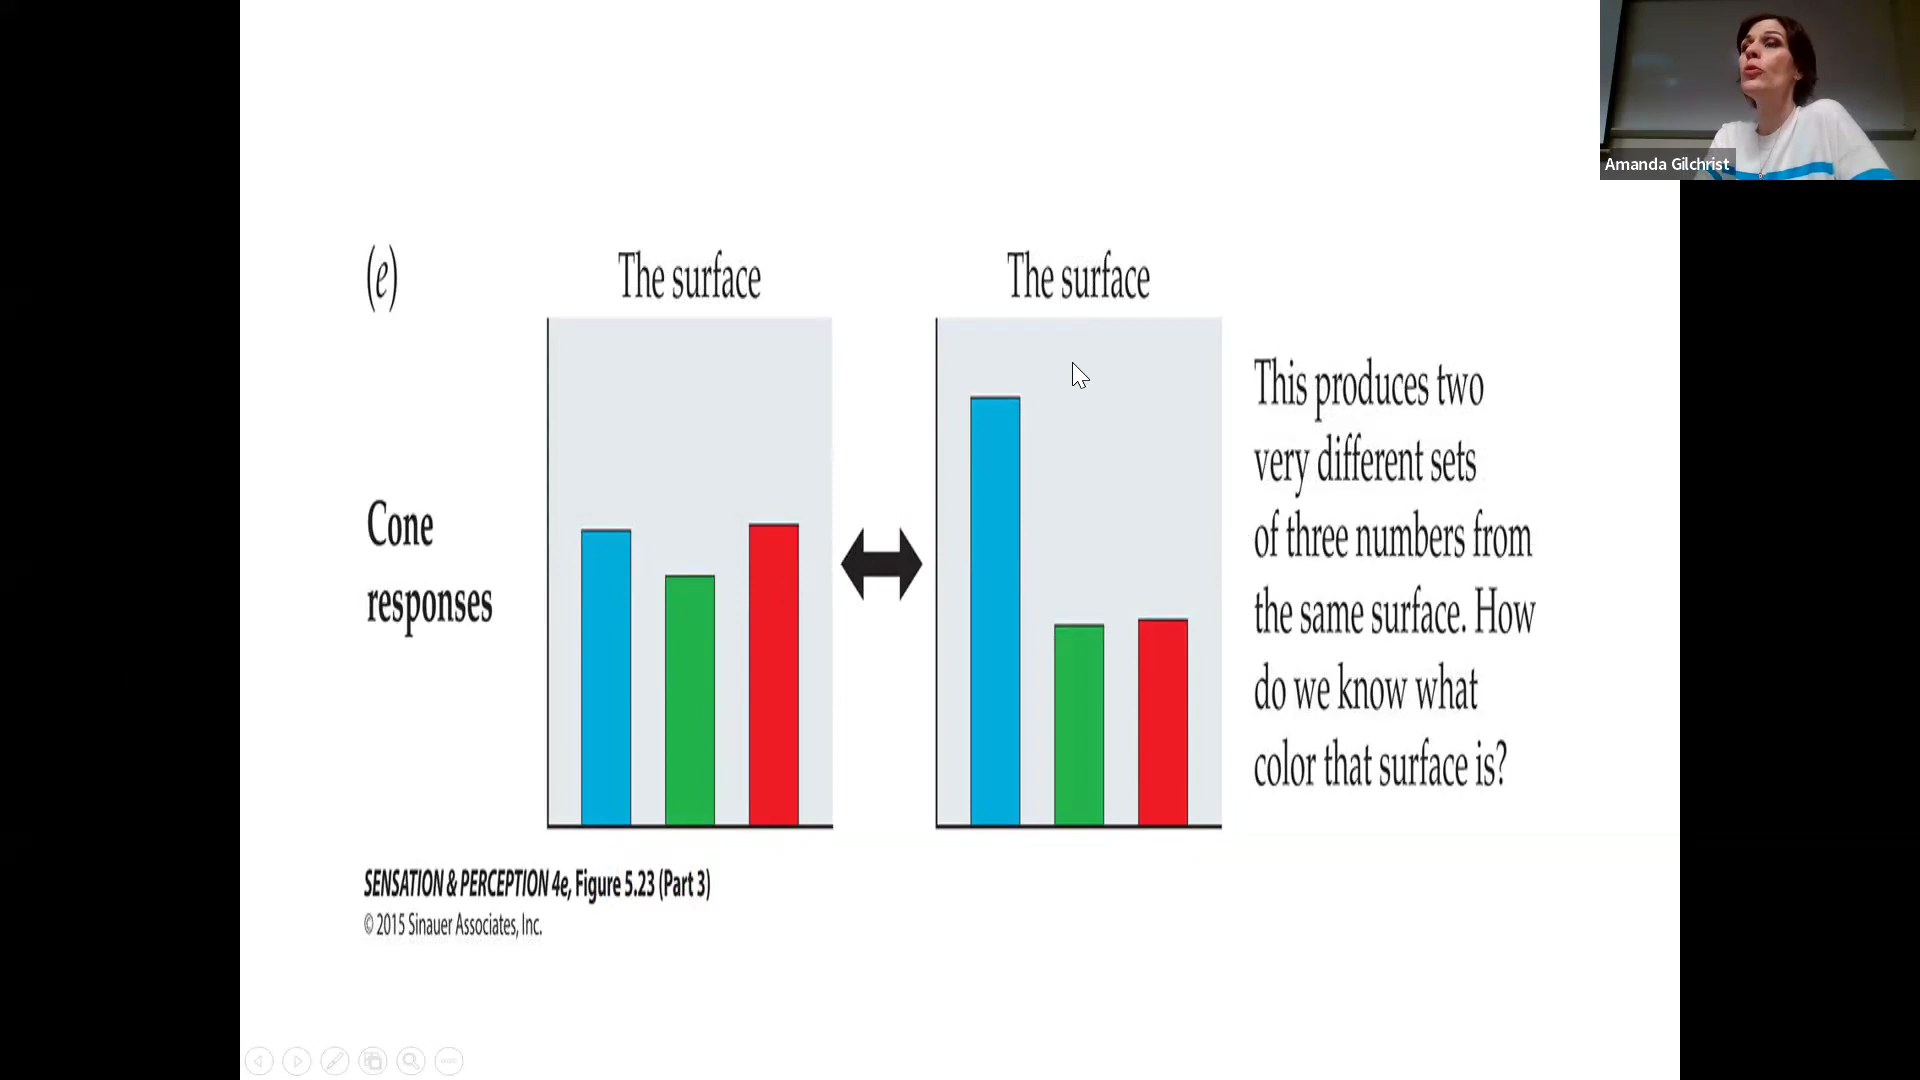 Amanda Gilchrist
(e)
The surface
The surface
Cone
responses
This produces two
very different sets
of three numbers from
the same surface. How
do we know what
color that surface is?
SENSATION & PERCEPTION 4e, Figure 5.23 (Part 3)
© 2015 Sinauer Associates, Inc.